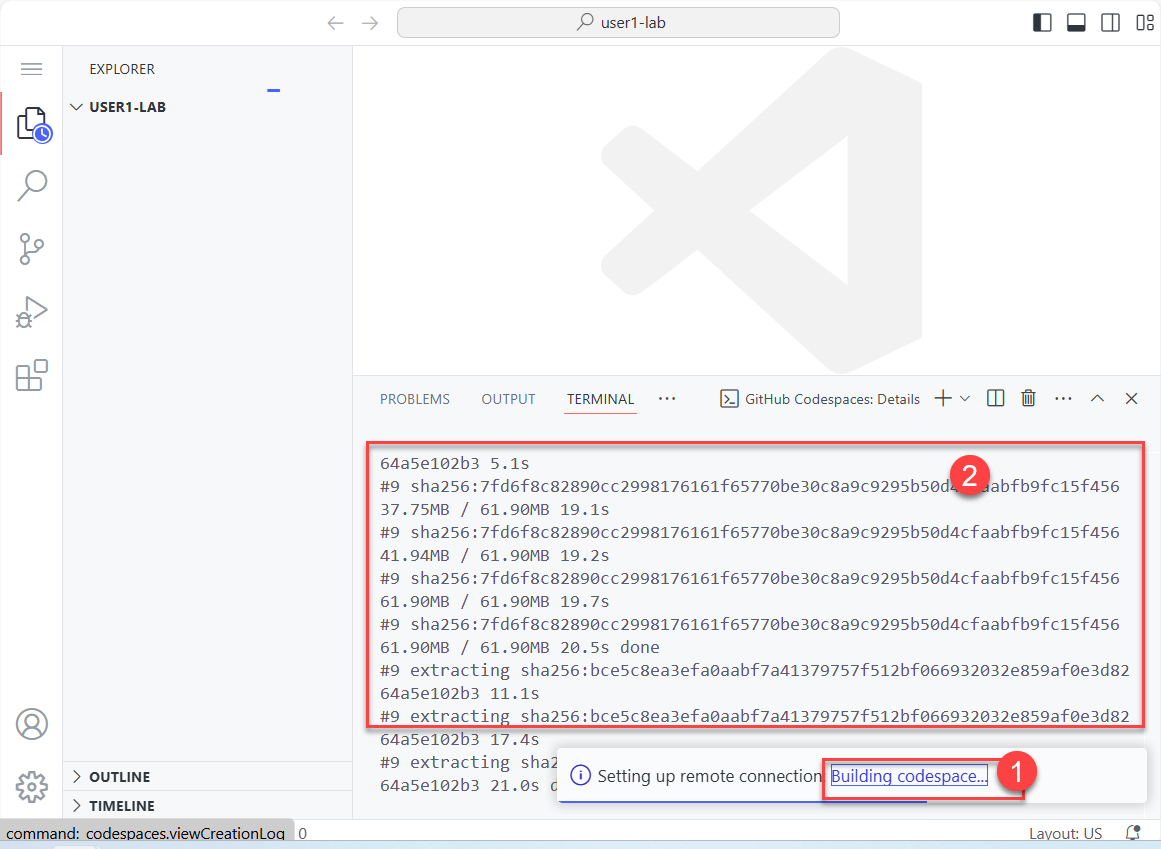 user1-lab
EXPLORER
USER1-LAB
PROBLEMS OUTPUT TERMINAL ··· GitHub Codespaces: Details
64a5e102b3 5.1s
#9 sha256:7fd6f8c82890cc2998176161f65770be30c8a9c9295b50d4 aabfb9fc15f456
2
37.75MB / 61.90MB 19.1s
#9 sha256:7fd6f8c82890cc2998176161f65770be30c8a9c9295b50d4cfaabfb9fc15f456
41.94MB / 61.90MB 19.2s
#9 sha256:7fd6f8c82890cc2998176161f65770be30c8a9c9295b50d4cfaabfb9fc15f456
61.90MB / 61.90MB 19.7s
#9 sha256:7fd6f8c82890cc2998176161f65770be30c8a9c9295b50d4cfaabfb9fc15f456
61.90MB / 61.90MB 20.5s done
#9 extracting sha256:bce5c8ea3efa0aabf7a41379757f512bf066932032e859af0e3d82
64a5e102b3 11.1s
#9 extracting sha256:bce5c8ea3efa0aabf7a41379757f512bf066932032e859af0e3d82
64a5e102b3 17.4s
#9 extracting sha2
64a5e102b3 21.0s
Setting up remote connection Building codespace...
1
OUTLINE
TIMELINE
command: codespaces.viewCreationLog 0
Layout: US